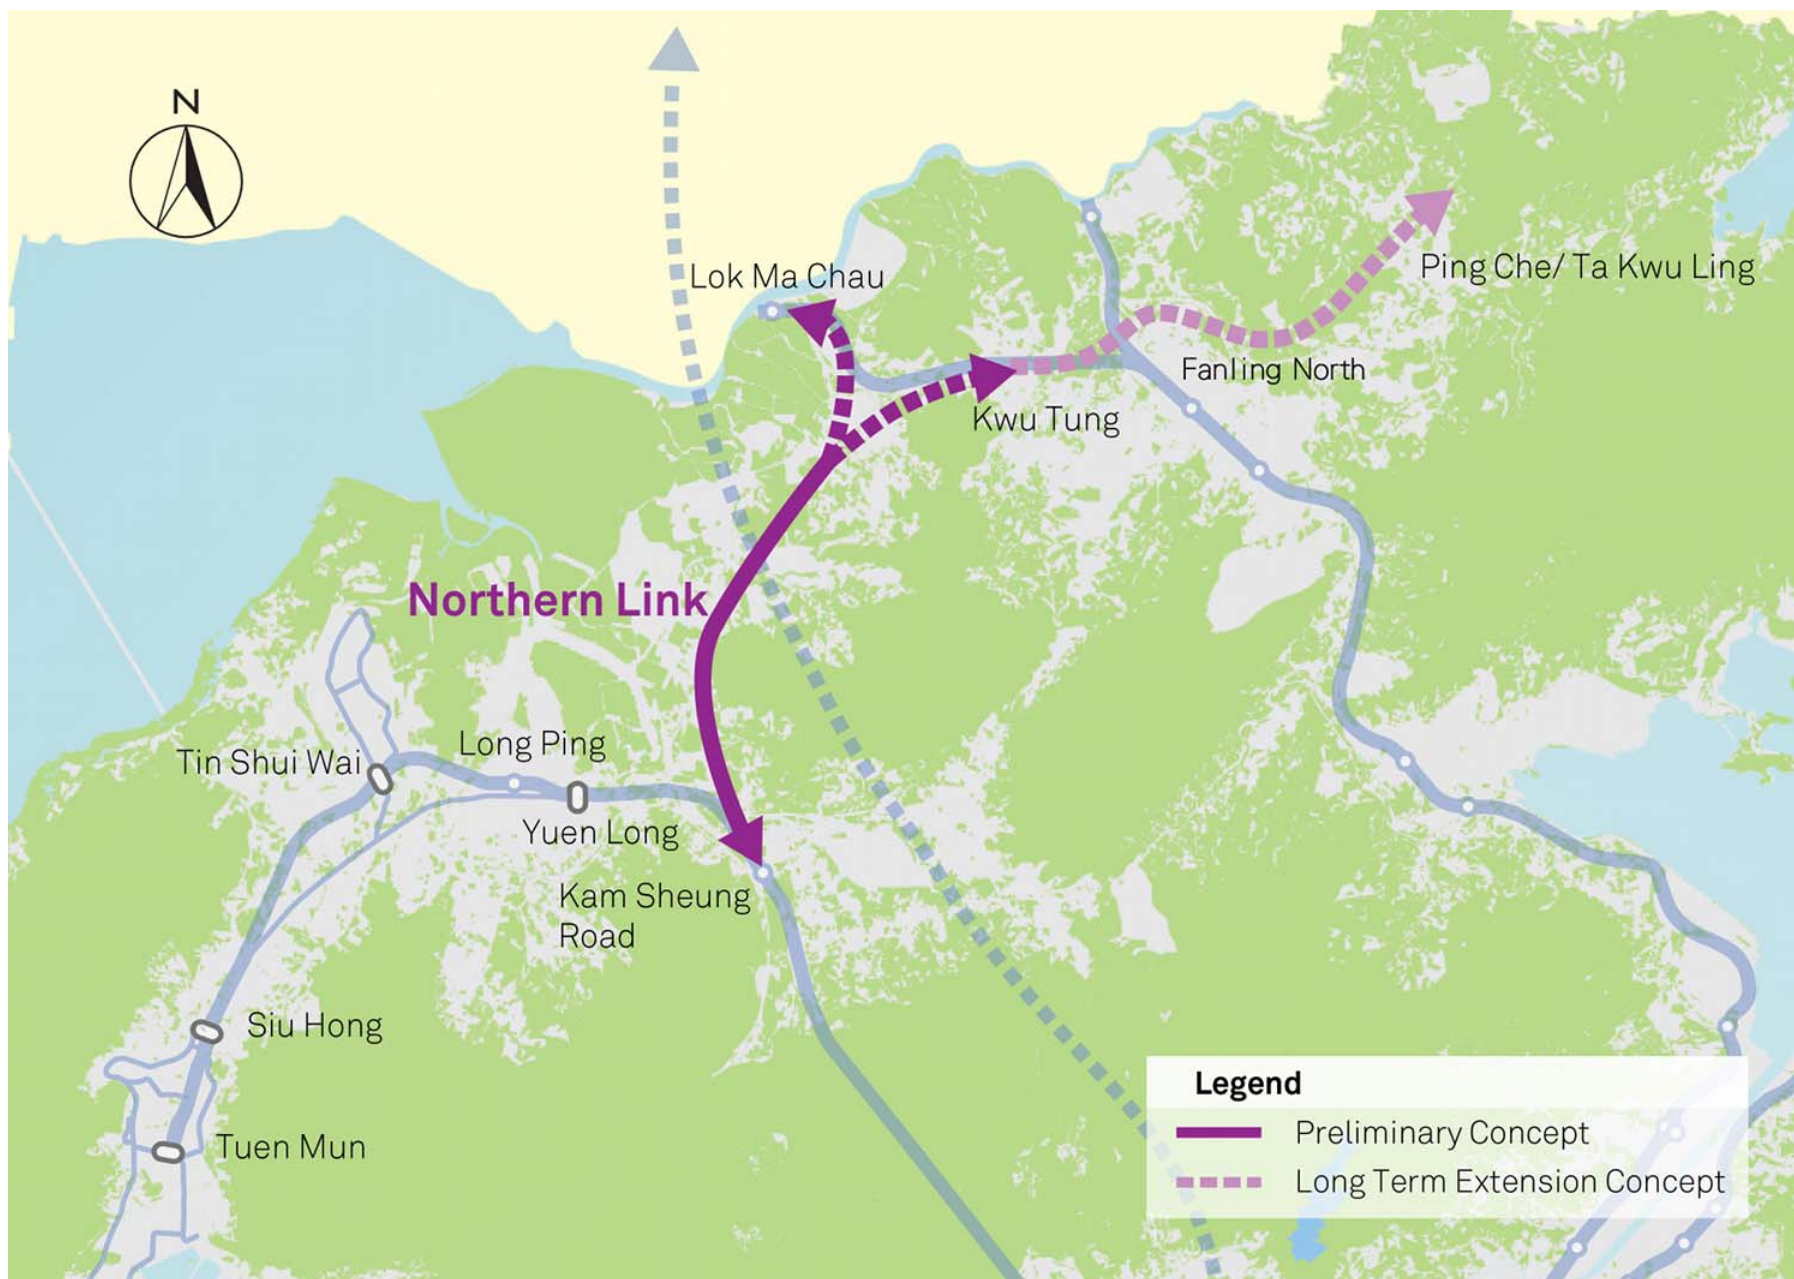 N
Lok Ma Chau
Ping Che/ Ta Kwu Ling
Fanling North
Kwu Tung
Northern Link
Tin Shui Wai
Long Ping
Yuen Long
Kam Sheung
Road
Siu Hong
Tuen Mun
Legend
Preliminary Concept
Long Term Extension Concept